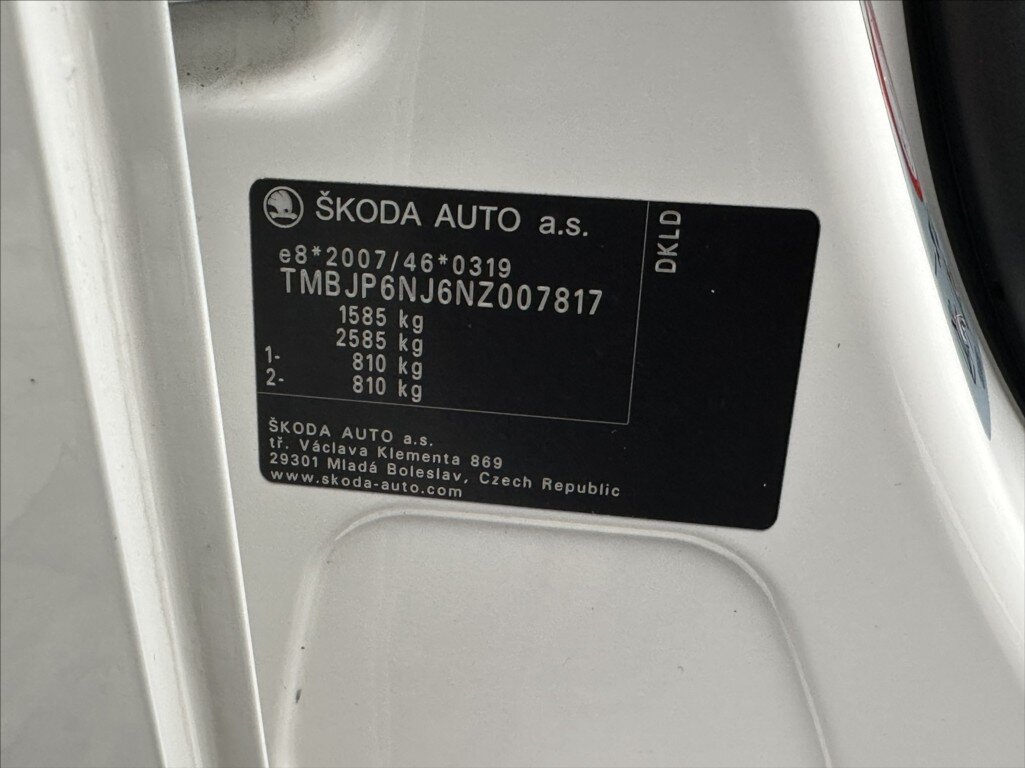 ŠKODA AUTO a.s.
e8*2007/46*0319
TMBJP6NJ6NZ007817
1585 kg
2585 kg
1- 810 kg
2- 810 kg
DKLD
ŠKODA AUTO a.s.
tř. Václava Klementa 869
29301 Mladá Boleslav, Czech Republic
www.skoda-auto.com